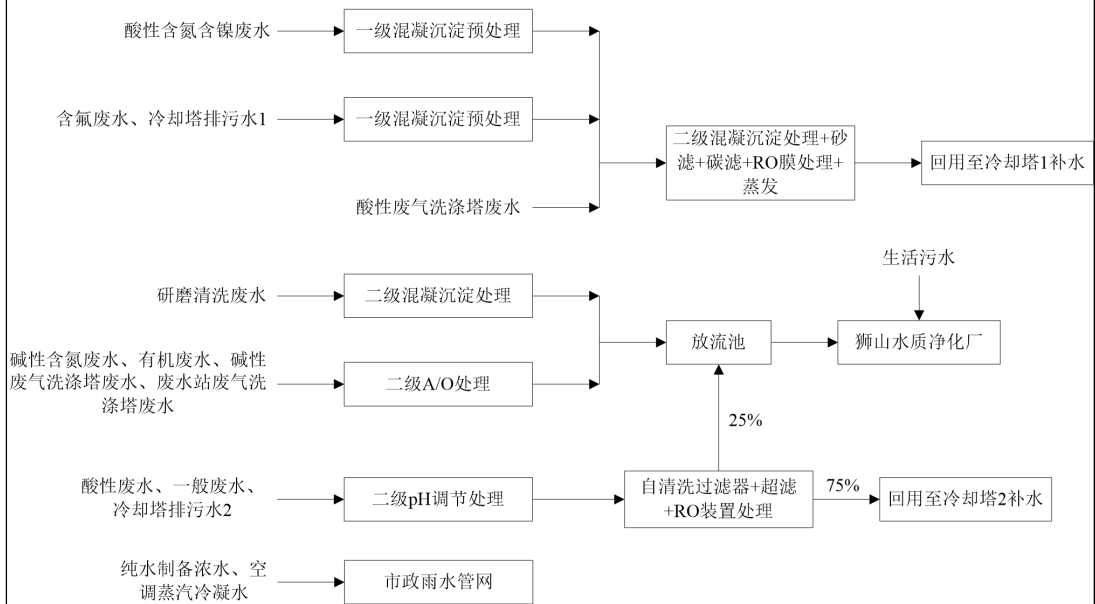 酸性含氮含镍废水
一级混凝沉淀预处理
含氟废水、冷却塔排污水1
一级混凝沉淀预处理
二级混凝沉淀处理+砂
滤+碳滤+RO膜处理+
蒸发
回用至冷却塔1补水
酸性废气洗涤塔废水
生活污水
研磨清洗废水
二级混凝沉淀处理
放流池
狮山水质净化厂
碱性含氮废水、有机废水、碱性
废气洗涤塔废水、废水站废气洗
涤塔废水
二级A/O处理
25%
酸性废水、一般废水、
冷却塔排污水2
二级pH调节处理
自清洗过滤器+超滤
+RO装置处理
75%
回用至冷却塔2补水
纯水制备浓水、空
调蒸汽冷凝水
市政雨水管网